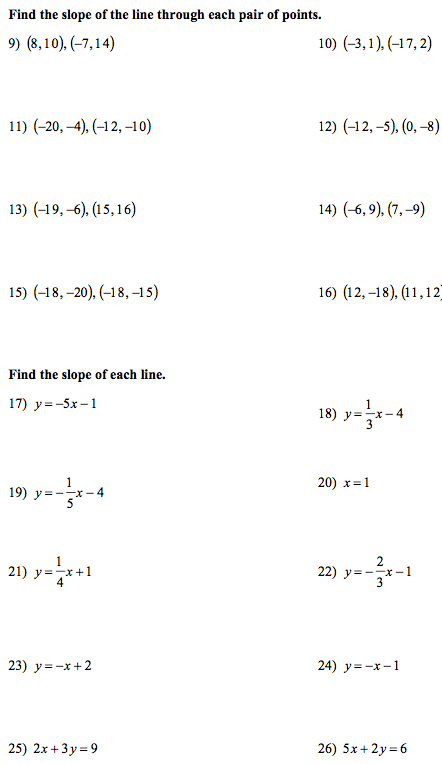 Find the slope of the line through each pair of points.
9) (8, 10), (–7, 14)
10) (–3, 1), (–17, 2)
11) (–20, –4), (–12, –10)
12) (–12, –5), (0, –8)
13) (–19, –6), (15, 16)
14) (–6, 9), (7, –9)
15) (–18, –20), (–18, –15)
16) (12, –18), (11, 12)
Find the slope of each line.
17) y = –5x – 1
18) y = 1/3 x – 4
19) y = – 1/5 x – 4
20) x = 1
21) y = 1/4 x + 1
22) y = – 2/3 x – 1
23) y = –x + 2
24) y = –x – 1
25) 2x + 3y = 9
26) 5x + 2y = 6